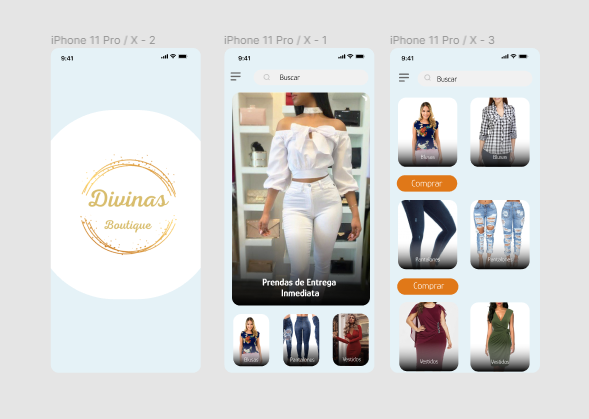 iPhone 11 Pro / X - 2
9:41
Divinas
Boutique
iPhone 11 Pro / X - 1
9:41
Buscar
Prendas de Entrega
Inmediata
Blusas
Pantalones
Vestidos
iPhone 11 Pro / X - 3
9:41
Buscar
Blusas
Blusas
Comprar
Pantalones
Pantalones
Comprar
Vestidos
Vestidos